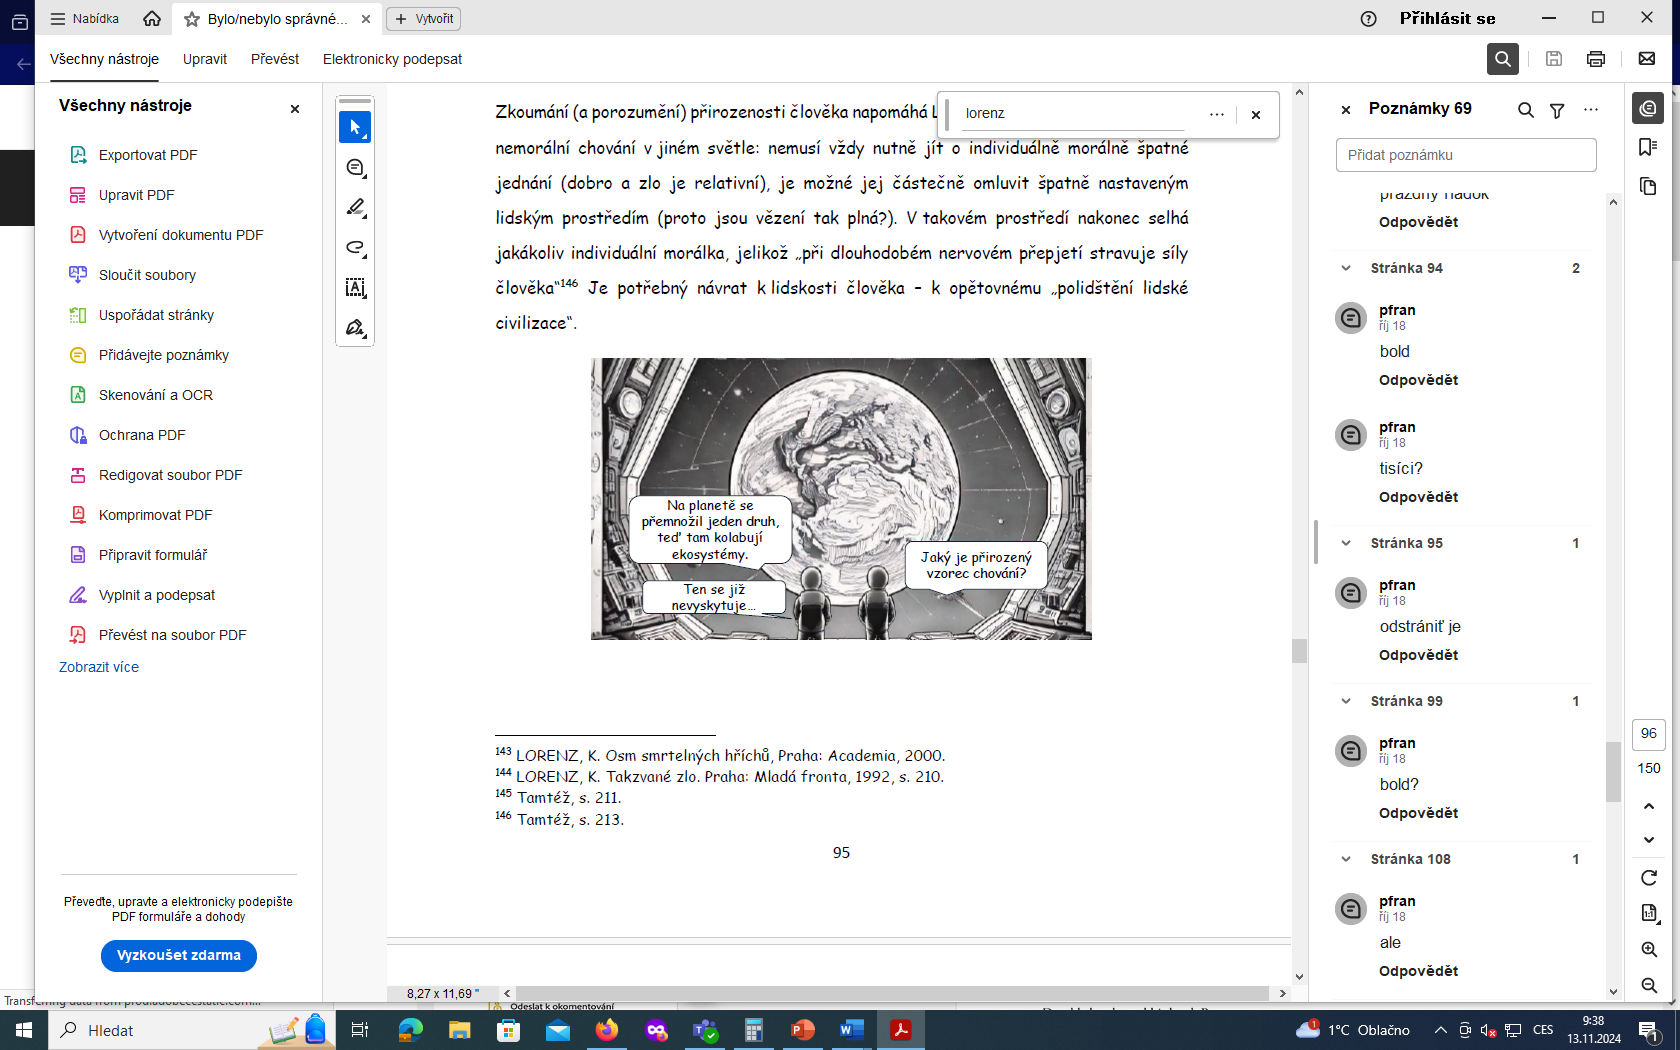 Nabídka
Bylo/nebylo správné...
Vytvořit
Přihlásit se
Všechny nástroje
Upravit
Převést
Elektronicky podepsat
Všechny nástroje
Exportovat PDF
Upravit PDF
Vytvoření dokumentu PDF
Sloučit soubory
Uspořádat stránky
Přidávejte poznámky
Skenování a OCR
Ochrana PDF
Redigovat soubor PDF
Komprimovat PDF
Připravit formulář
Vyplnit a podepsat
Převést na soubor PDF
Zobrazit více
Převeďte, upravte a elektronicky podepište
PDF formuláře a dohody
Vyzkoušet zdarma
lorenz
Zkoumání (a porozumění) přirozenosti člověka napomáhá
nemorální chování v jiném světle: nemusí vždy nutně jít o individuálně morálně špatné
jednání (dobro a zlo je relativní), je možné jej částečně omluvit špatně nastaveným
lidským prostředím (proto jsou vězení tak plná?). V takovém prostředí nakonec selhá
jakákoliv individuální morálka, jelikož „při dlouhodobém nervovém přepjetí stravuje síly
člověka“146 Je potřebný návrat k lidskosti člověka – k opětovnému „polidštění lidské
civilizace“.
Na planetě se
přemnožil jeden druh,
teď tam kolabují
ekosystémy.
Jaký je přirozený
vzorec chování?
Ten se již
nevyskytuje...
143 LORENZ, K. Osm smrtelných hříchů, Praha: Academia, 2000.
144 LORENZ, K. Takzvané zlo. Praha: Mladá fronta, 1992, s. 210.
145 Tamtéž, s. 211.
146 Tamtéž, s. 213.
95
8,27 x 11,69 "
Poznámky 69
Přidat poznámku
prázdny riadok
Odpovědět
Stránka 94 2
pfran
říj 18
bold
Odpovědět
pfran
říj 18
tisíci?
Odpovědět
Stránka 95 1
pfran
říj 18
odstrániť je
Odpovědět
Stránka 99 1
pfran
říj 18
bold?
Odpovědět
Stránka 108 1
pfran
říj 18
ale
Odpovědět
96
150
1:1
Odeslat k okomentování
Hledat
1°C Oblačno
CES
9:38
13.11.2024
1